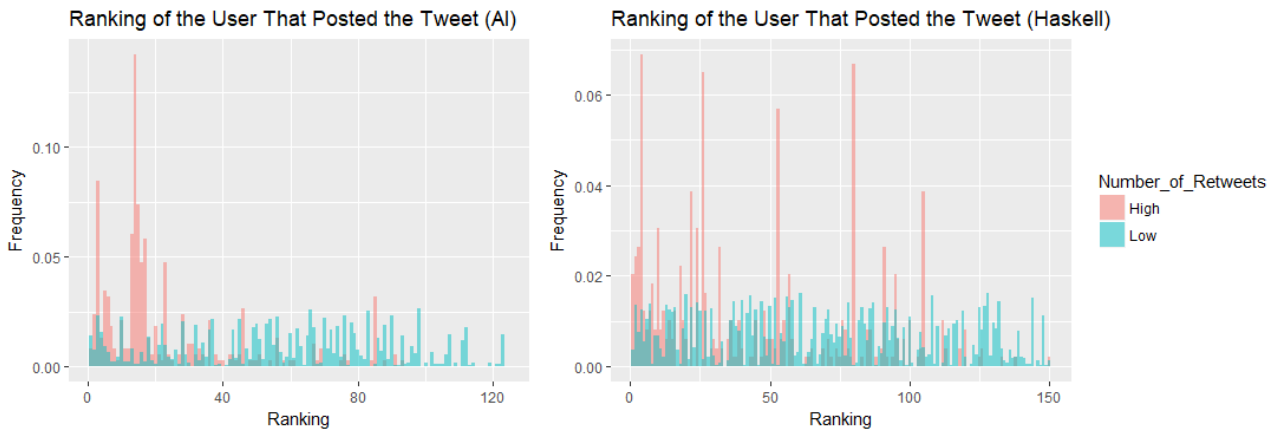 Ranking of the User That Posted the Tweet (AI)
0.10
0.05
0.00
Frequency
0 40 80 120
Ranking
Ranking of the User That Posted the Tweet (Haskell)
0.06
0.04
0.02
0.00
Frequency
0 50 100 150
Ranking
Number_of_Retweets
High
Low